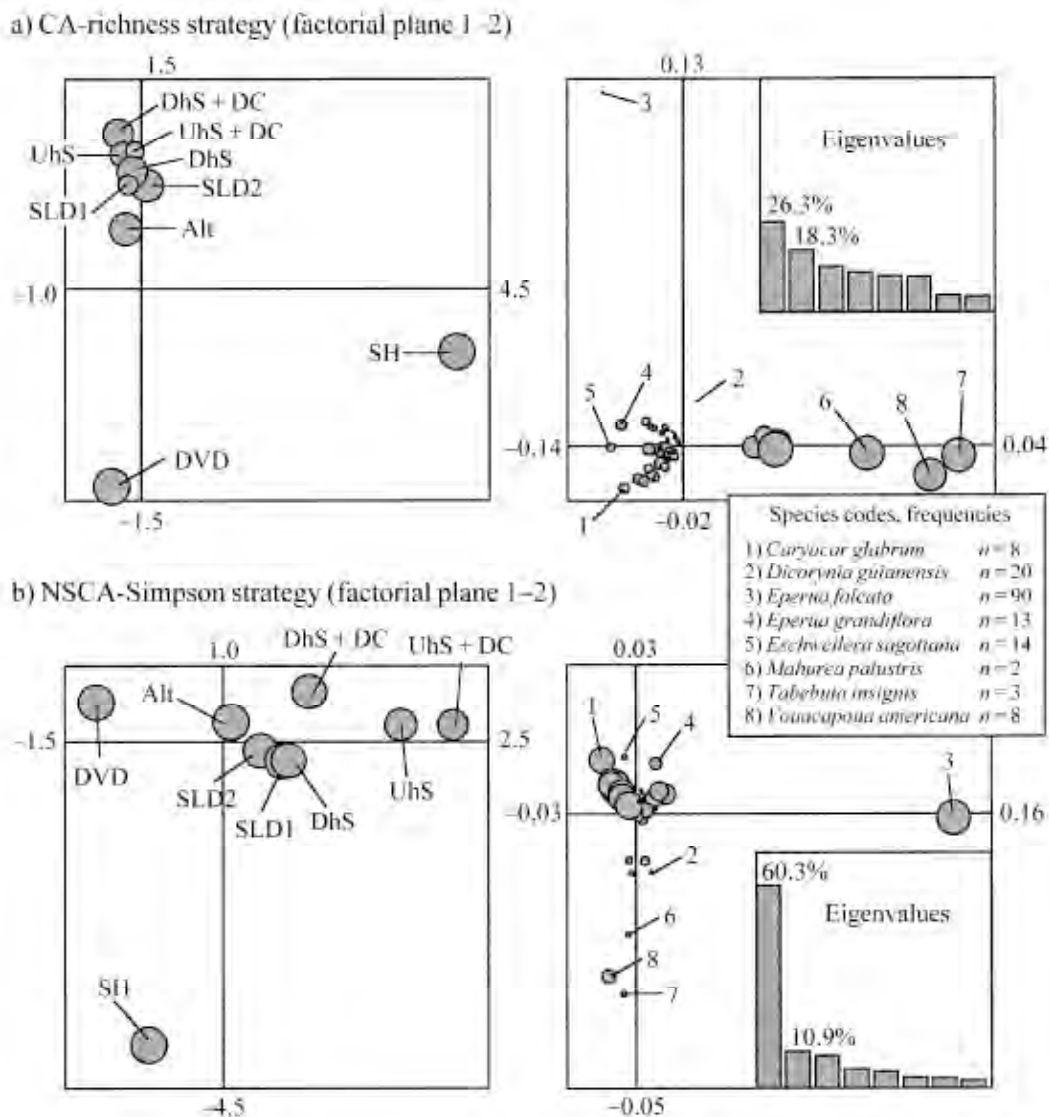 a) CA-richness strategy (factorial plane 1–2)
1.5
DhS + DC
UhS + DC
UhS
DhS
SLD1
SLD2
Alt
-1.0
4.5
SH
DVD
-1.5
0.13
3
Eigenvalues
26.3%
18.3%
5
4
2
6
8
7
-0.14
0.04
1
-0.02
Species codes, frequencies
1) Caryocar glabrum n = 8
2) Dicorynia guianensis n = 20
3) Eperua falcata n = 90
4) Eperua grandiflora n = 13
5) Eschweilera sagotiana n = 14
6) Mahurea palustris n = 2
7) Tabebuia insignis n = 3
8) Vouacapoua americana n = 8
b) NSCA-Simpson strategy (factorial plane 1–2)
1.0
DhS + DC
UhS + DC
Alt
-1.5
2.5
DVD
SLD2
SLD1
DhS
UhS
SH
-4.5
0.03
1
5
4
3
-0.03
0.16
2
6
8
7
60.3%
Eigenvalues
10.9%
-0.05